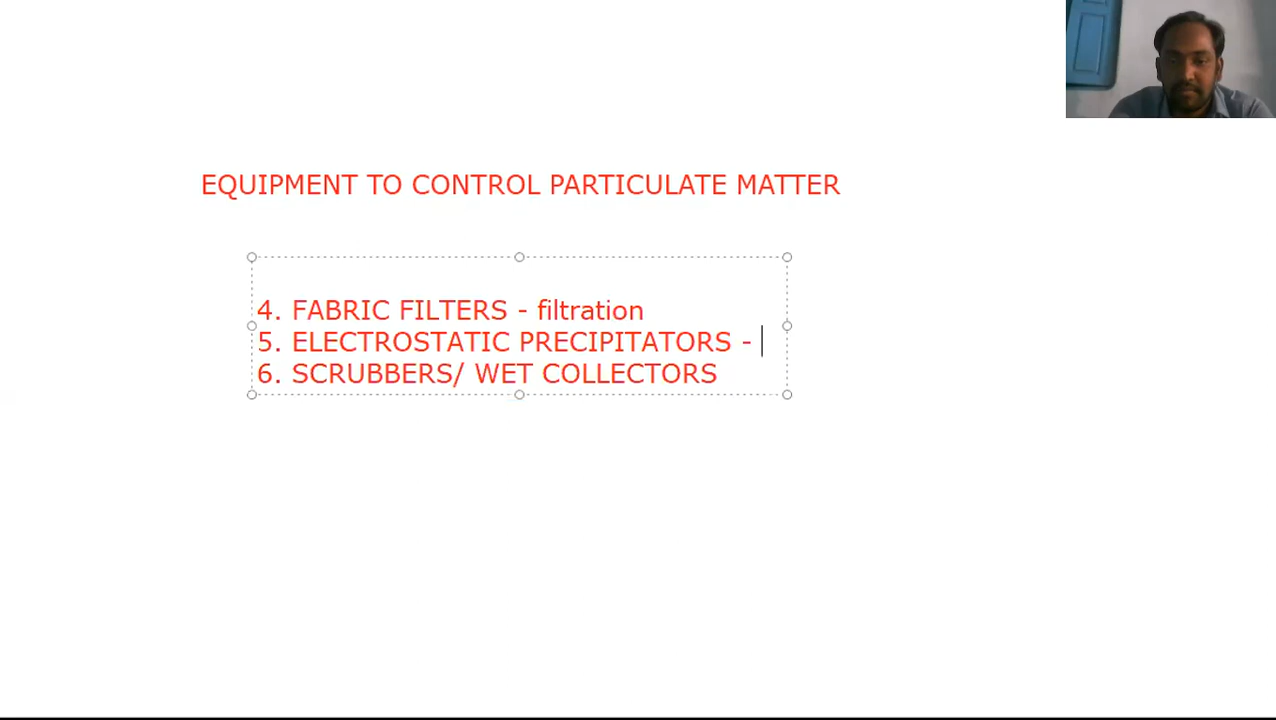 EQUIPMENT TO CONTROL PARTICULATE MATTER
4. FABRIC FILTERS - filtration
5. ELECTROSTATIC PRECIPITATORS -
6. SCRUBBERS/ WET COLLECTORS